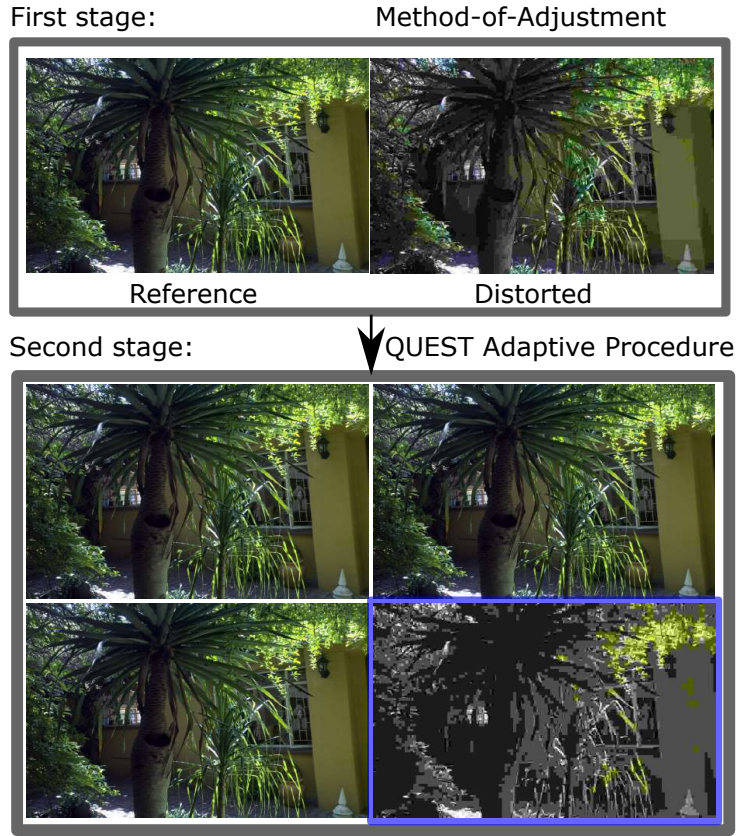 First stage: Method-of-Adjustment
Reference Distorted
Second stage: QUEST Adaptive Procedure